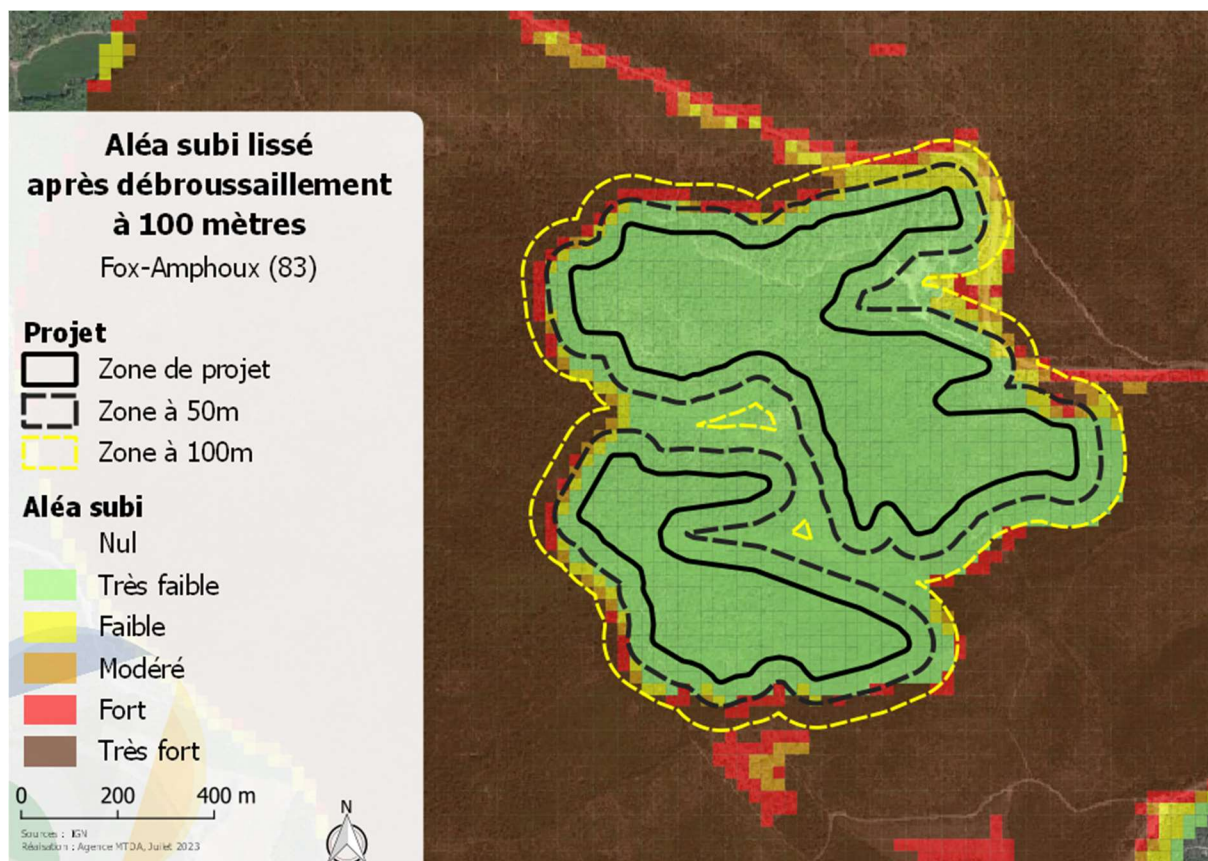 Aléa subi lissé
après débroussaillement
à 100 mètres
Fox-Amphoux (83)
Projet
Zone de projet
Zone à 50m
Zone à 100m
Aléa subi
Nul
Très faible
Faible
Modéré
Fort
Très fort
0 200 400 m
N
Sources : IGN
Réalisation : Agence MTDA, Juillet 2023